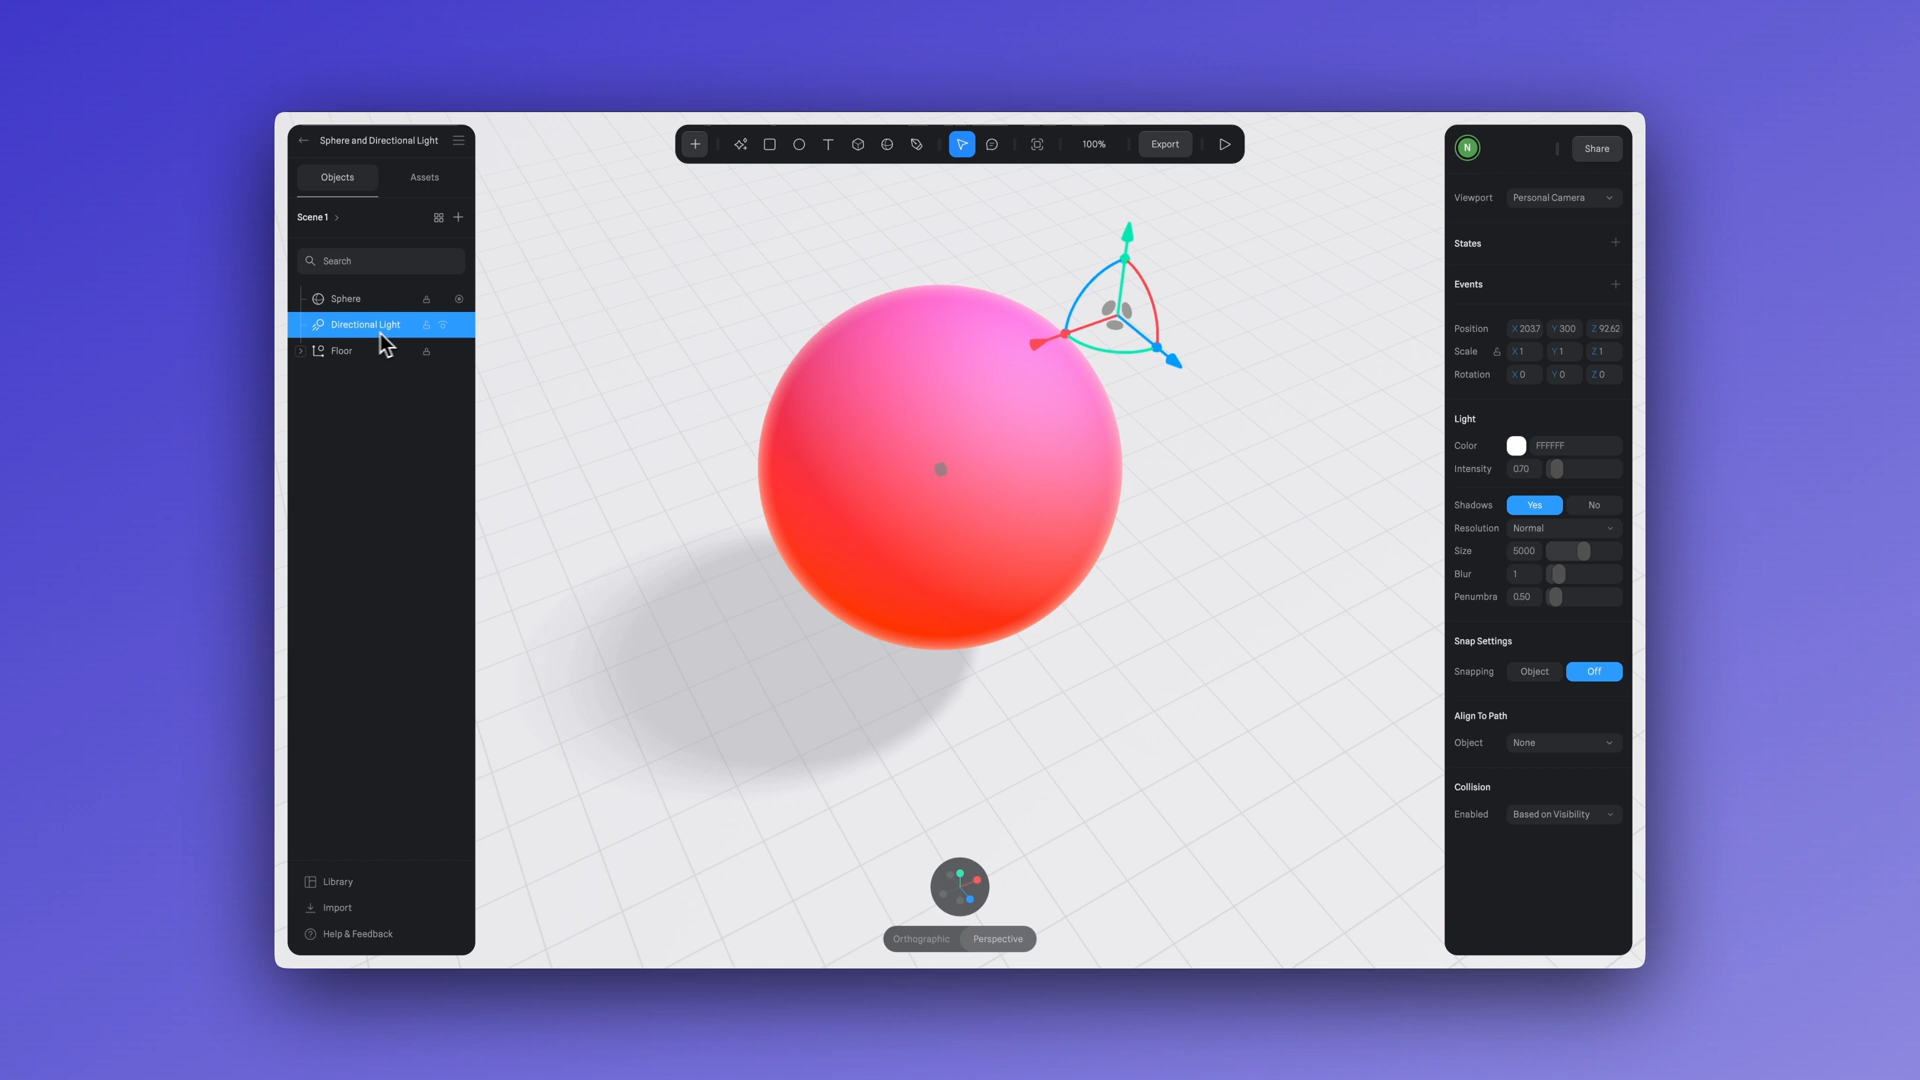 Sphere and Directional Light
Objects Assets
Scene 1
Search
Sphere
Directional Light
Floor
Library
Import
Help & Feedback
T 100% Export
Orthographic Perspective
N Share
Viewport Personal Camera
States
Events
Position X 2037 Y 300 Z 92.62
Scale X 1 Y 1 Z 1
Rotation X 0 Y 0 Z 0
Light
Color FFFFFF
Intensity 0.70
Shadows Yes No
Resolution Normal
Size 5000
Blur 1
Penumbra 0.50
Snap Settings
Snapping Object Off
Align To Path
Object None
Collision
Enabled Based on Visibility